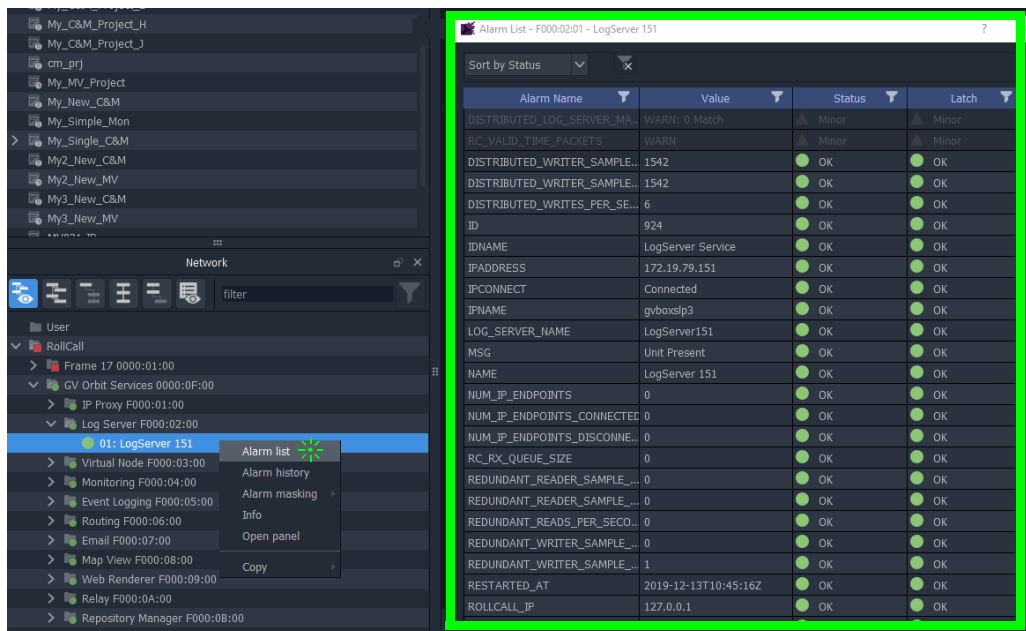 My_C&M_Project_H
My_C&M_Project_J
cm_prj
My_MV_Project
My_New_C&M
My_Simple_Mon
My_Single_C&M
My2_New_C&M
My2_New_MV
My3_New_C&M
My3_New_MV
Network
filter
User
RollCall
Frame 17 0000:01:00
GV Orbit Services 0000:0F:00
IP Proxy F000:01:00
Log Server F000:02:00
01: LogServer 151
Virtual Node F000:03:00
Monitoring F000:04:00
Event Logging F000:05:00
Routing F000:06:00
Email F000:07:00
Map View F000:08:00
Web Renderer F000:09:00
Relay F000:0A:00
Repository Manager F000:0B:00
Alarm list
Alarm history
Alarm masking
Info
Open panel
Copy
Alarm List - F000:02:01 - LogServer 151 ?
Sort by Status
Alarm Name Value Status Latch
DISTRIBUTED_LOG_SERVER_MA... WARN: 0 Match Minor Minor
RC_VALID_TIME_PACKETS WARN Minor Minor
DISTRIBUTED_WRITER_SAMPLE... 1542 OK OK
DISTRIBUTED_WRITER_SAMPLE... 1542 OK OK
DISTRIBUTED_WRITES_PER_SE... 6 OK OK
ID 924 OK OK
IDNAME LogServer Service OK OK
IPADDRESS 172.19.79.151 OK OK
IPCONNECT Connected OK OK
IPNAME gvboxslp3 OK OK
LOG_SERVER_NAME LogServer151 OK OK
MSG Unit Present OK OK
NAME LogServer 151 OK OK
NUM_IP_ENDPOINTS 0 OK OK
NUM_IP_ENDPOINTS_CONNECTED 0 OK OK
NUM_IP_ENDPOINTS_DISCONNE... 0 OK OK
RC_RX_QUEUE_SIZE 0 OK OK
REDUNDANT_READER_SAMPLE_... 0 OK OK
REDUNDANT_READER_SAMPLE_... 0 OK OK
REDUNDANT_READS_PER_SECO... 0 OK OK
REDUNDANT_WRITER_SAMPLE_... 0 OK OK
REDUNDANT_WRITER_SAMPLE_... 1 OK OK
RESTARTED_AT 2019-12-13T10:45:16Z OK OK
ROLLCALL_IP 127.0.0.1 OK OK